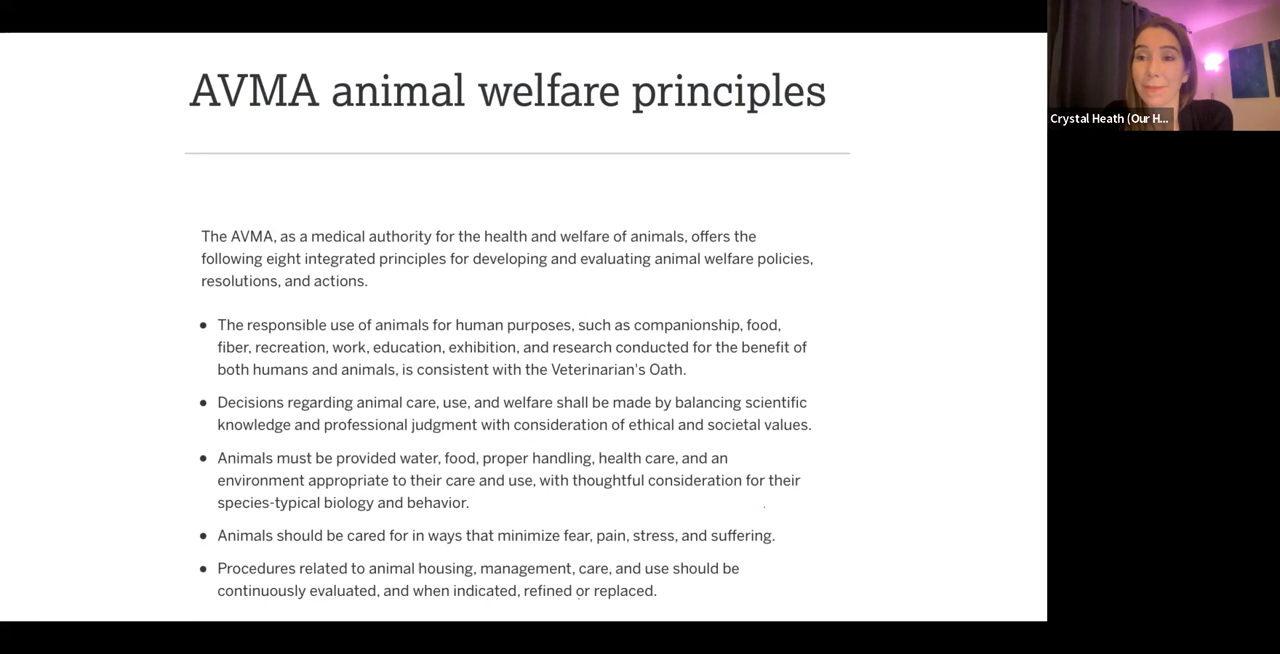 AVMA animal welfare principles
Crystal Heath (Our H...
The AVMA, as a medical authority for the health and welfare of animals, offers the
following eight integrated principles for developing and evaluating animal welfare policies,
resolutions, and actions.
● The responsible use of animals for human purposes, such as companionship, food,
fiber, recreation, work, education, exhibition, and research conducted for the benefit of
both humans and animals, is consistent with the Veterinarian's Oath.
● Decisions regarding animal care, use, and welfare shall be made by balancing scientific
knowledge and professional judgment with consideration of ethical and societal values.
● Animals must be provided water, food, proper handling, health care, and an
environment appropriate to their care and use, with thoughtful consideration for their
species-typical biology and behavior.
● Animals should be cared for in ways that minimize fear, pain, stress, and suffering.
● Procedures related to animal housing, management, care, and use should be
continuously evaluated, and when indicated, refined or replaced.